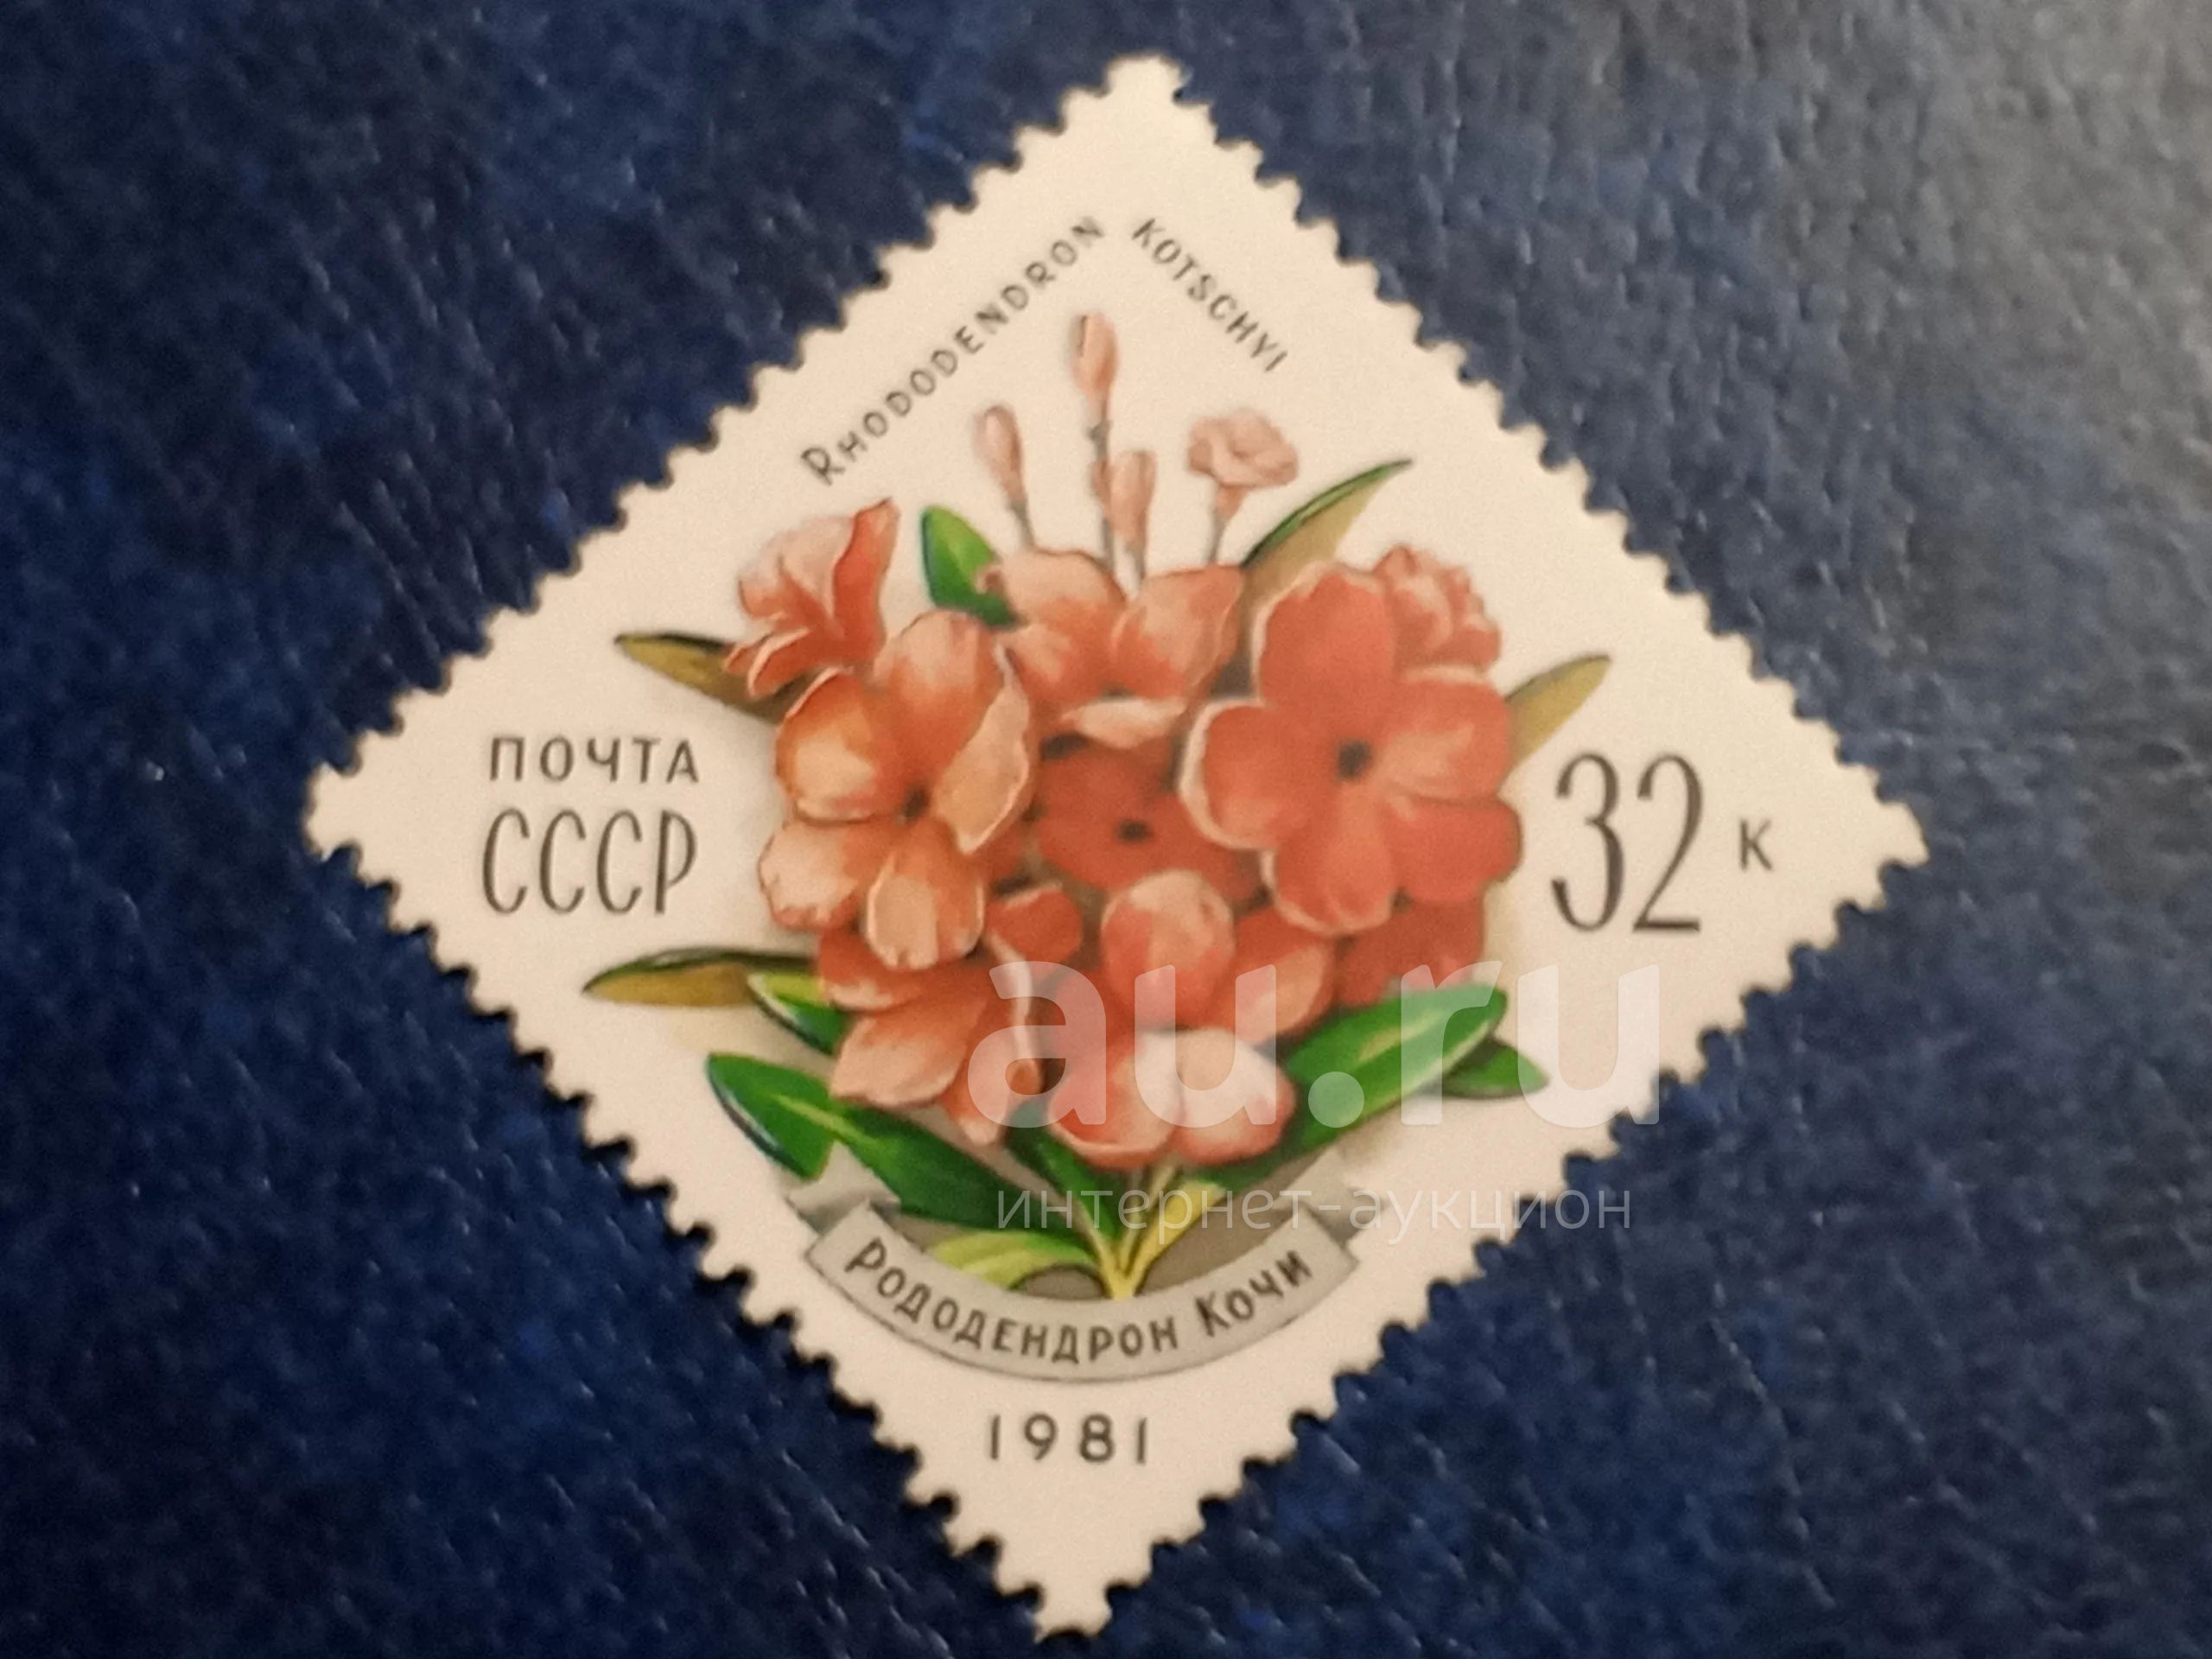 RHODODENDRON KOTSCHYI
ПОЧТА
СССР
32 К
au.ru
интернет-аукцион
РОДОДЕНДРОН КОЧИ
1981